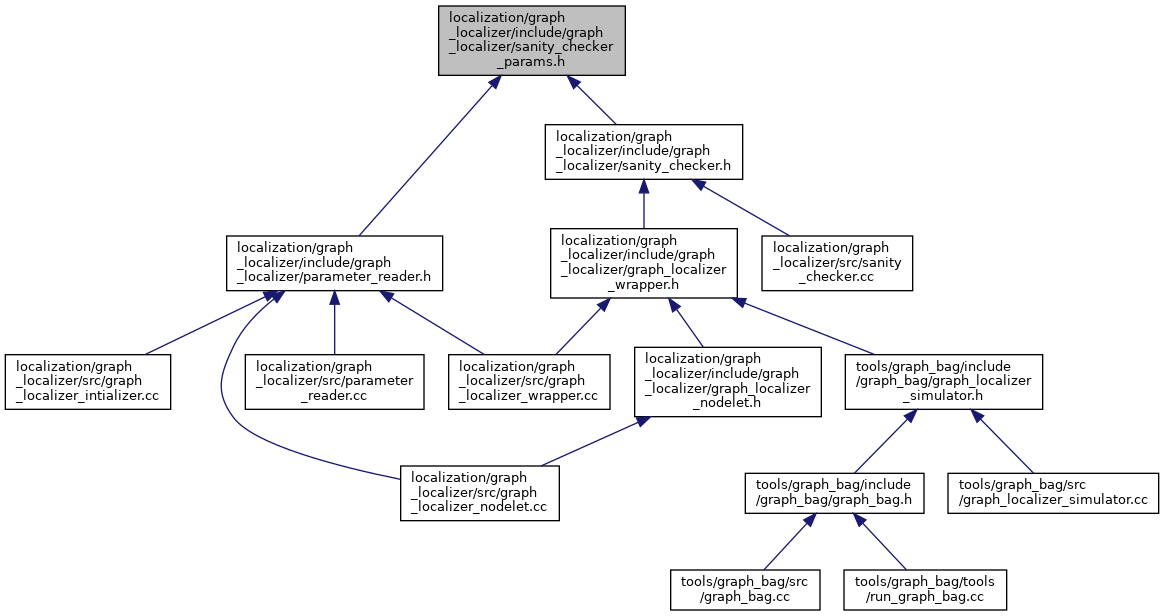 localization/graph
_localizer/include/graph
_localizer/sanity_checker
_params.h
localization/graph
_localizer/include/graph
_localizer/sanity_checker.h
localization/graph
_localizer/include/graph
_localizer/parameter_reader.h
localization/graph
_localizer/include/graph
_localizer/graph_localizer
_wrapper.h
localization/graph
_localizer/src/sanity
_checker.cc
localization/graph
_localizer/src/graph
_localizer_intializer.cc
localization/graph
_localizer/src/parameter
_reader.cc
localization/graph
_localizer/src/graph
_localizer_wrapper.cc
localization/graph
_localizer/include/graph
_localizer/graph_localizer
_nodelet.h
tools/graph_bag/include
/graph_bag/graph_localizer
_simulator.h
localization/graph
_localizer/src/graph
_localizer_nodelet.cc
tools/graph_bag/include
/graph_bag/graph_bag.h
tools/graph_bag/src
/graph_localizer_simulator.cc
tools/graph_bag/src
/graph_bag.cc
tools/graph_bag/tools
/run_graph_bag.cc